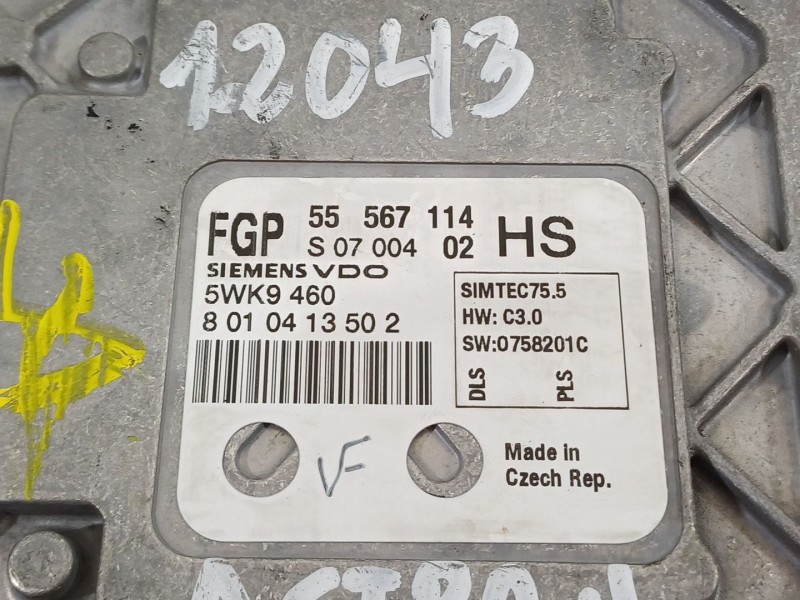 12043
FGP 55 567 114 HS
S 07 004 02
SIEMENS VDO
5WK9 460
8 01 04 13 50 2
SIMTEC75.5
HW: C3.0
SW:0758201C
DLS PLS
Made in
Czech Rep.